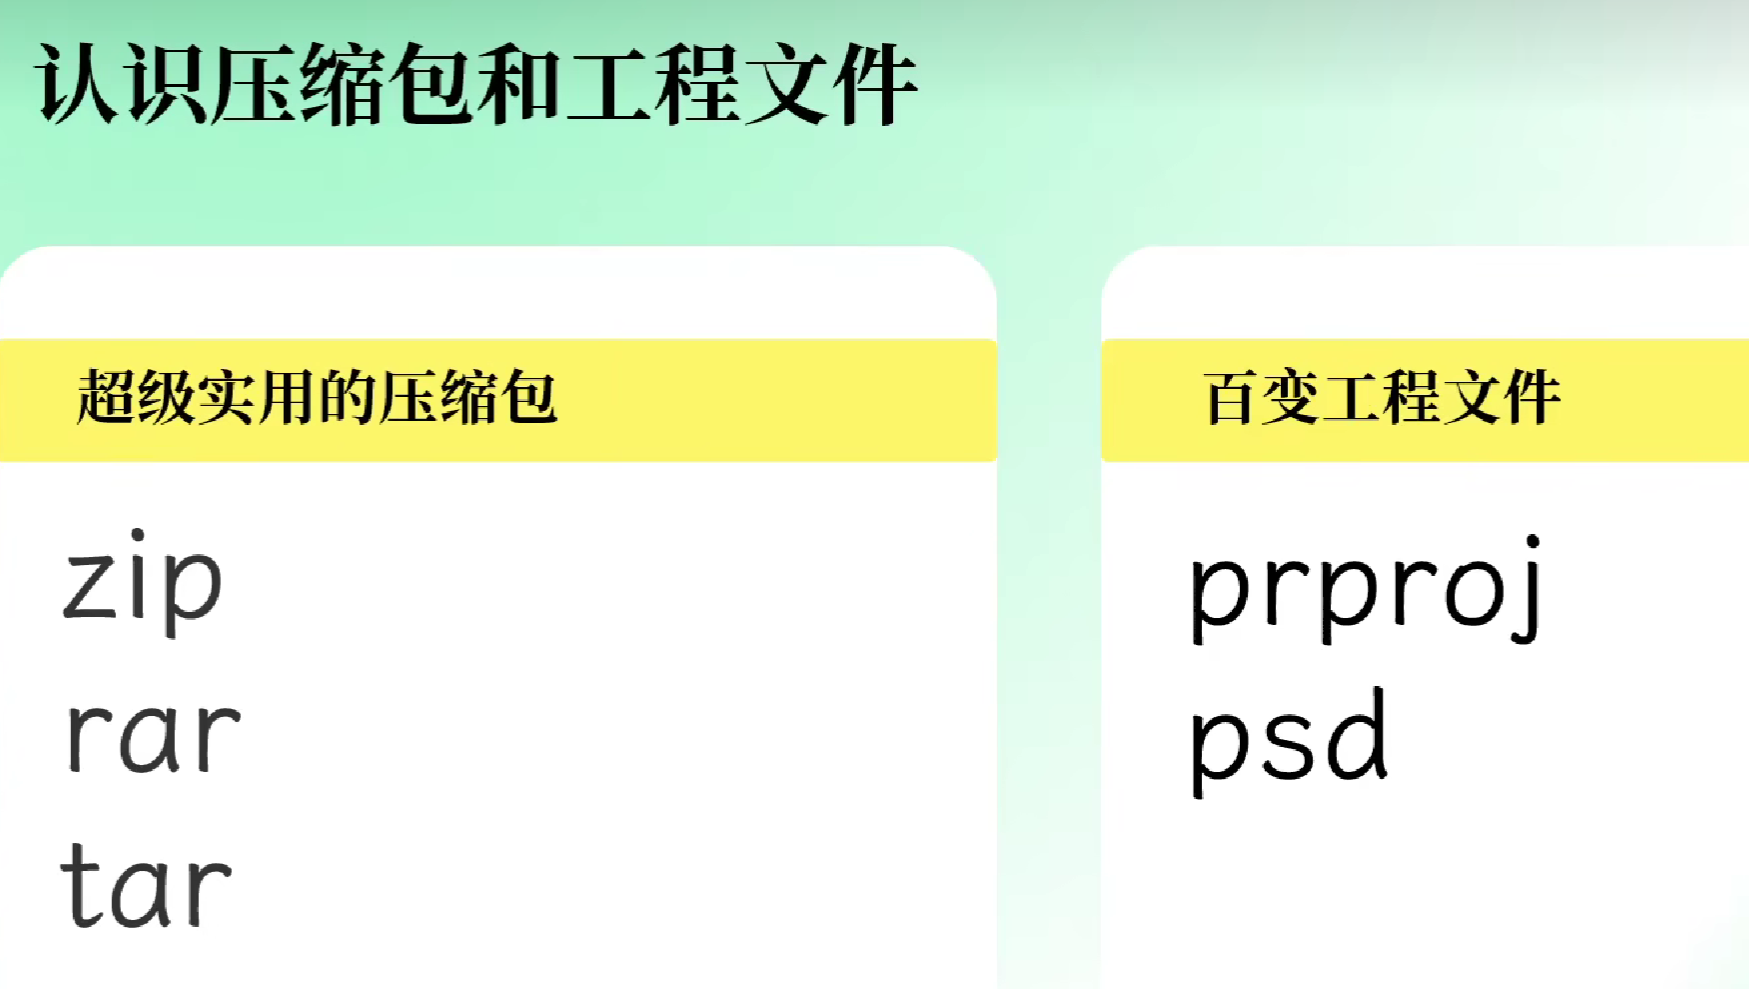 认识压缩包和工程文件
超级实用的压缩包
zip
rar
tar
百变工程文件
prproj
psd